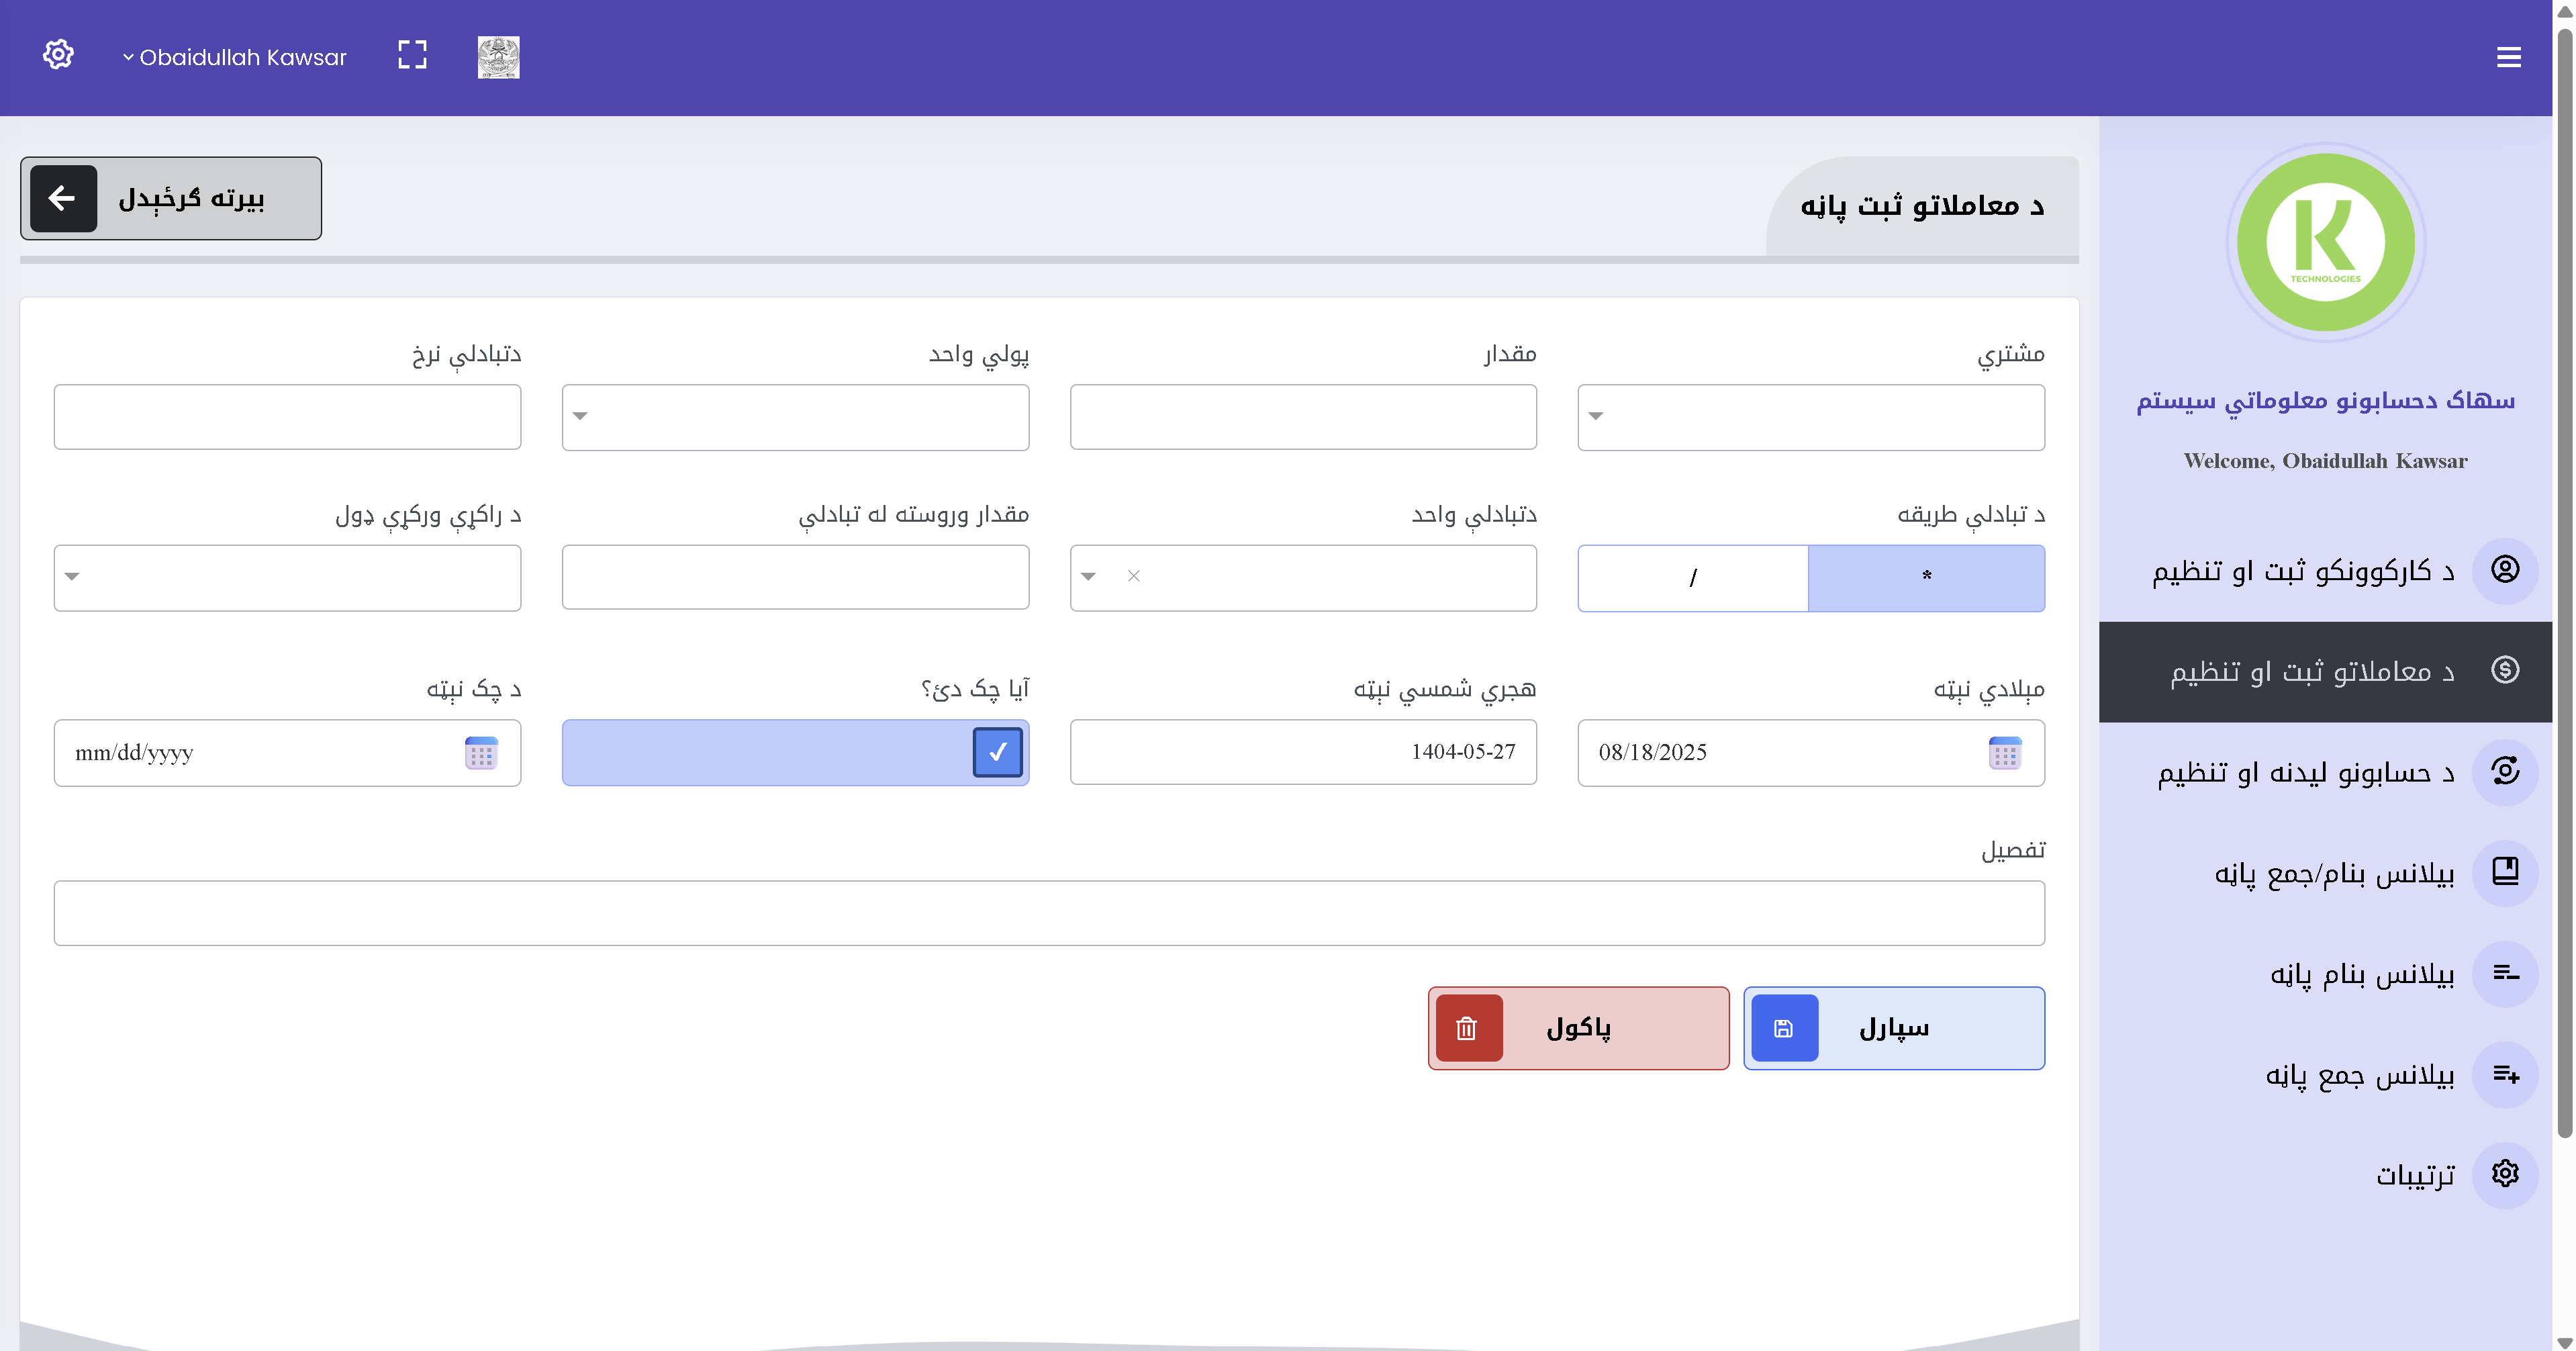 Obaidullah Kawsar
TECHNOLOGIES
سهاک دحسابونو معلوماتي سیستم
Welcome, Obaidullah Kawsar
د کارکوونکو ثبت او تنظیم
د معاملاتو ثبت او تنظیم
د حسابونو لیدنه او تنظیم
بیلانس بنام/جمع پاڼه
بیلانس بنام پاڼه
بیلانس جمع پاڼه
ترتیبات
د معاملاتو ثبت پاڼه
بیرته ګرځېدل
مشتري
مقدار
پولي واحد
دتبادلې نرخ
د تبادلې طریقه
دتبادلې واحد
مقدار وروسته له تبادلې
د راکړې ورکړې ډول
*
/
مېلادي نېټه
هجري شمسي نېټه
آیا چک دئ؟
د چک نېټه
08/18/2025
1404-05-27
mm/dd/yyyy
تفصیل
سپارل
پاکول